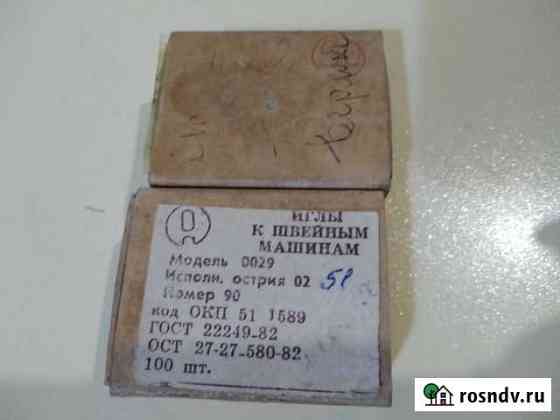 ИГЛЫ
К ШВЕЙНЫМ
МАШИНАМ
Модель 0029
Исполн. острия 02
Номер 90
код ОКП 51 1589
ГОСТ 22249-82
ОСТ 27-27-580-82
100 шт.
rosndv.ru